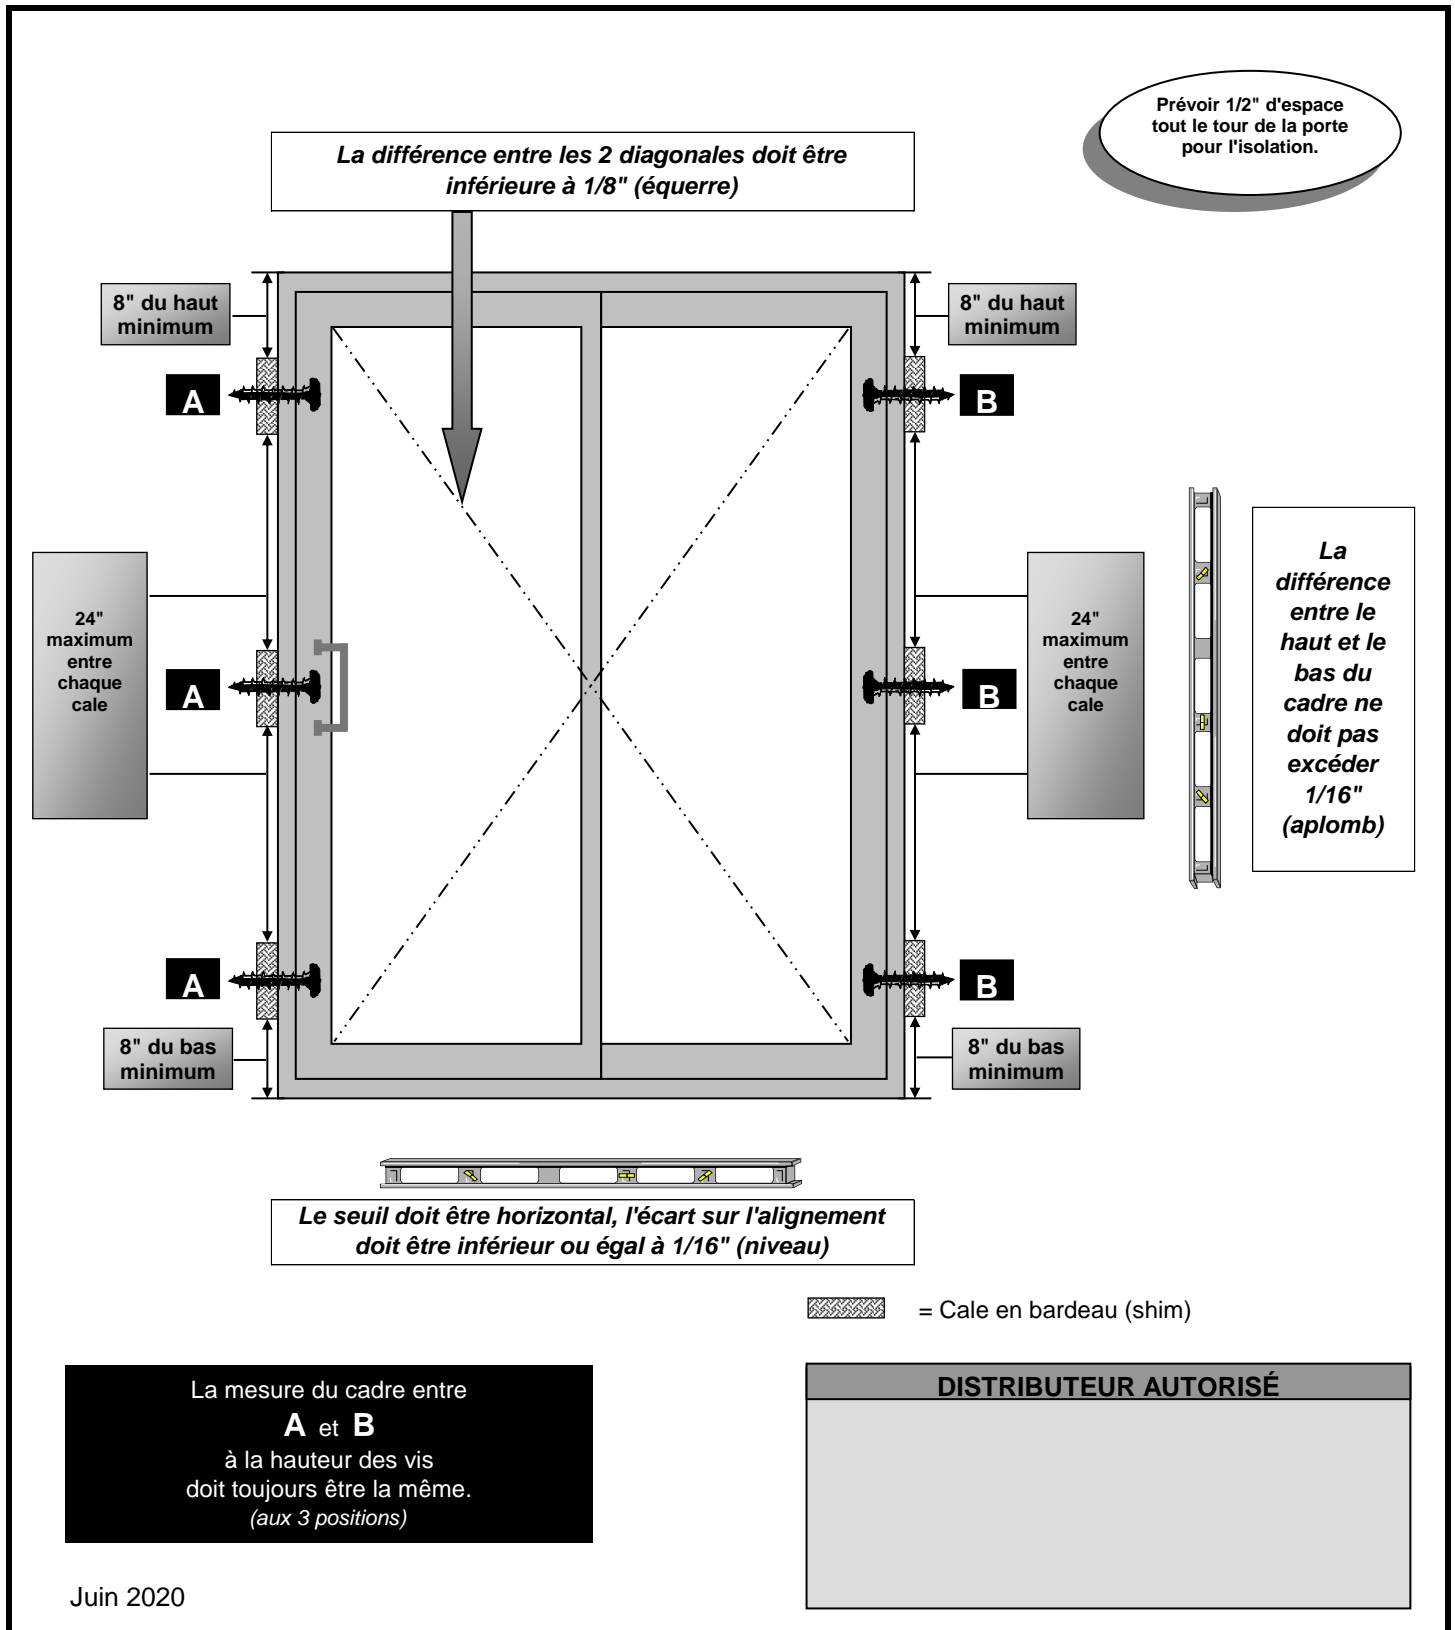 Prévoir 1/2" d'espace
tout le tour de la porte
pour l'isolation.
La différence entre les 2 diagonales doit être
inférieure à 1/8" (équerre)
8" du haut
minimum
8" du haut
minimum
A
B
24"
maximum
entre
chaque
cale
A
B
24"
maximum
entre
chaque
cale
La
différence
entre le
haut et le
bas du
cadre ne
doit pas
excéder
1/16"
(aplomb)
A
B
8" du bas
minimum
8" du bas
minimum
Le seuil doit être horizontal, l'écart sur l'alignement
doit être inférieur ou égal à 1/16" (niveau)
= Cale en bardeau (shim)
La mesure du cadre entre
A et B
à la hauteur des vis
doit toujours être la même.
(aux 3 positions)
DISTRIBUTEUR AUTORISÉ
Juin 2020